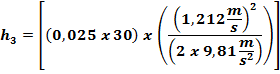 h₃ = [(0,025 x 30) x ((1,212 m/s)² / (2 x 9,81 m/s²))]